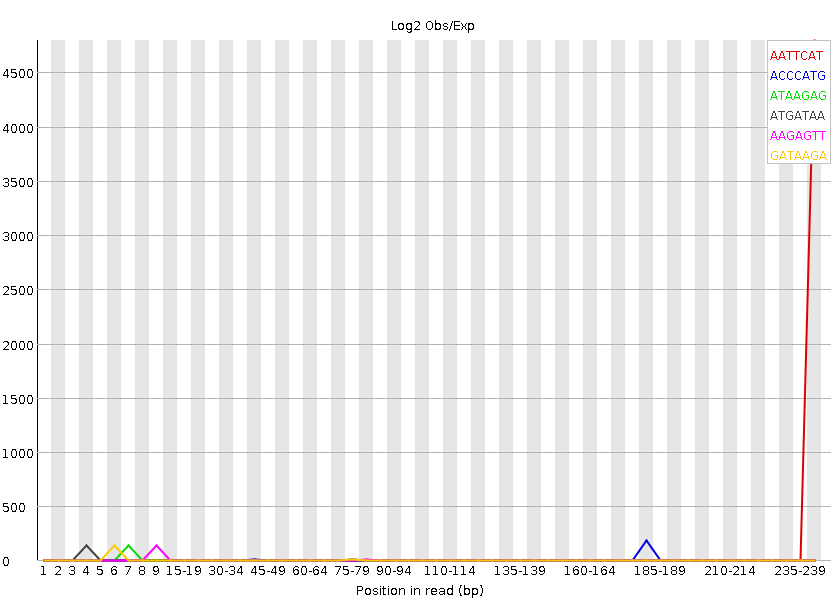 Log2 Obs/Exp
AATTCAT
ACCCATG
ATAAGAG
ATGATAA
AAGAGTT
GATAAGA
4500
4000
3500
3000
2500
2000
1500
1000
500
0
1 2 3 4 5 6 7 8 9 15-19 30-34 45-49 60-64 75-79 90-94 110-114 135-139 160-164 185-189 210-214 235-239
Position in read (bp)